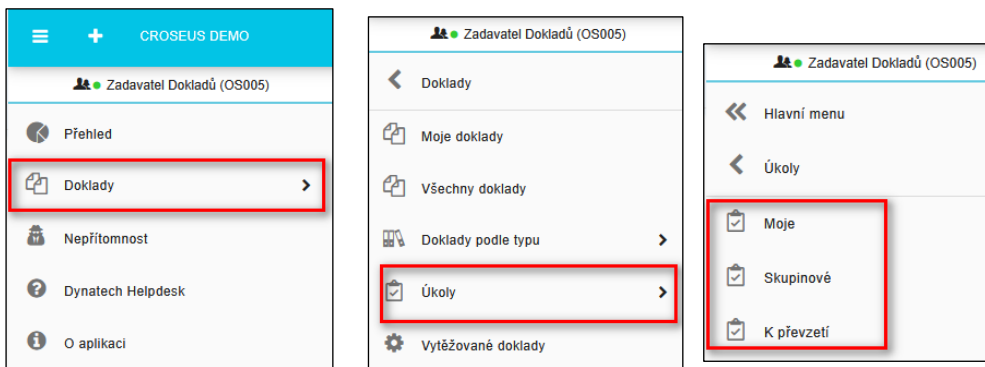 CROSEUS DEMO
Zadavatel Dokladů (OS005)
Přehled
Doklady
Nepřítomnost
Dynatech Helpdesk
O aplikaci
Zadavatel Dokladů (OS005)
Doklady
Moje doklady
Všechny doklady
Doklady podle typu
Úkoly
Vytěžované doklady
Zadavatel Dokladů (OS005)
Hlavní menu
Úkoly
Moje
Skupinové
K převzetí